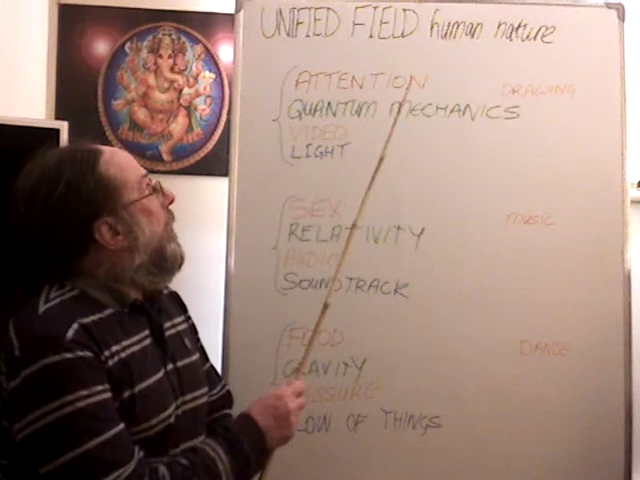 UNIFIED FIELD human nature
ATTENTION
DRAWING
QUANTUM MECHANICS
VIDEO
LIGHT
SEX
MUSIC
RELATIVITY
AUDIO
SOUNDTRACK
FOOD
DANCE
GRAVITY
ESSURE
LOW OF THINGS